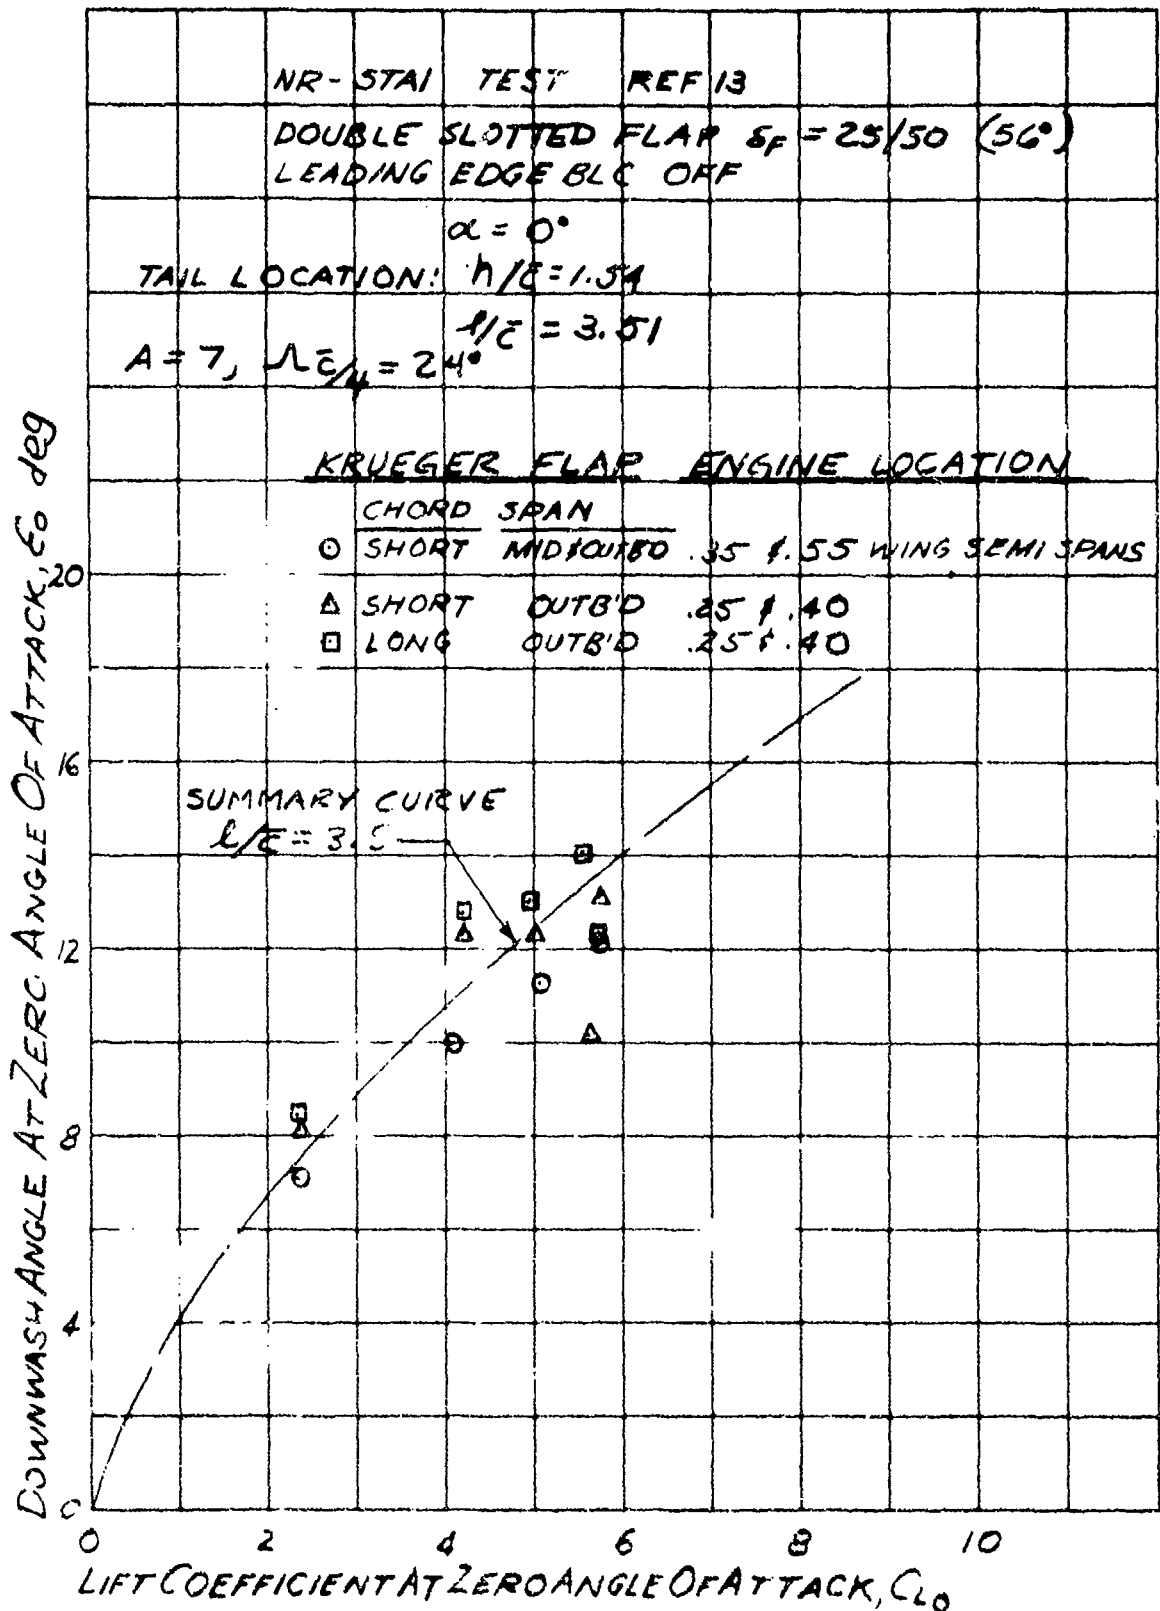 NR-STAI TEST REF 13
DOUBLE SLOTTED FLAP δF = 25/50 (56°)
LEADING EDGE BLC OFF
α = 0°
TAIL LOCATION: h/c̄ = 1.54
l/c̄ = 3.51
A = 7, Λc̄/4 = 24°
KRUEGER FLAP ENGINE LOCATION
CHORD SPAN
SHORT MID & OUTB'D .35 & .55 WING SEMI SPANS
SHORT OUTB'D .25 & .40
LONG OUTB'D .25 & .40
SUMMARY CURVE
l/c̄ = 3.
DOWNWASH ANGLE AT ZERO ANGLE OF ATTACK, ε0 deg
20
16
12
8
4
0
0 2 4 6 8 10
LIFT COEFFICIENT AT ZERO ANGLE OF ATTACK, CL0